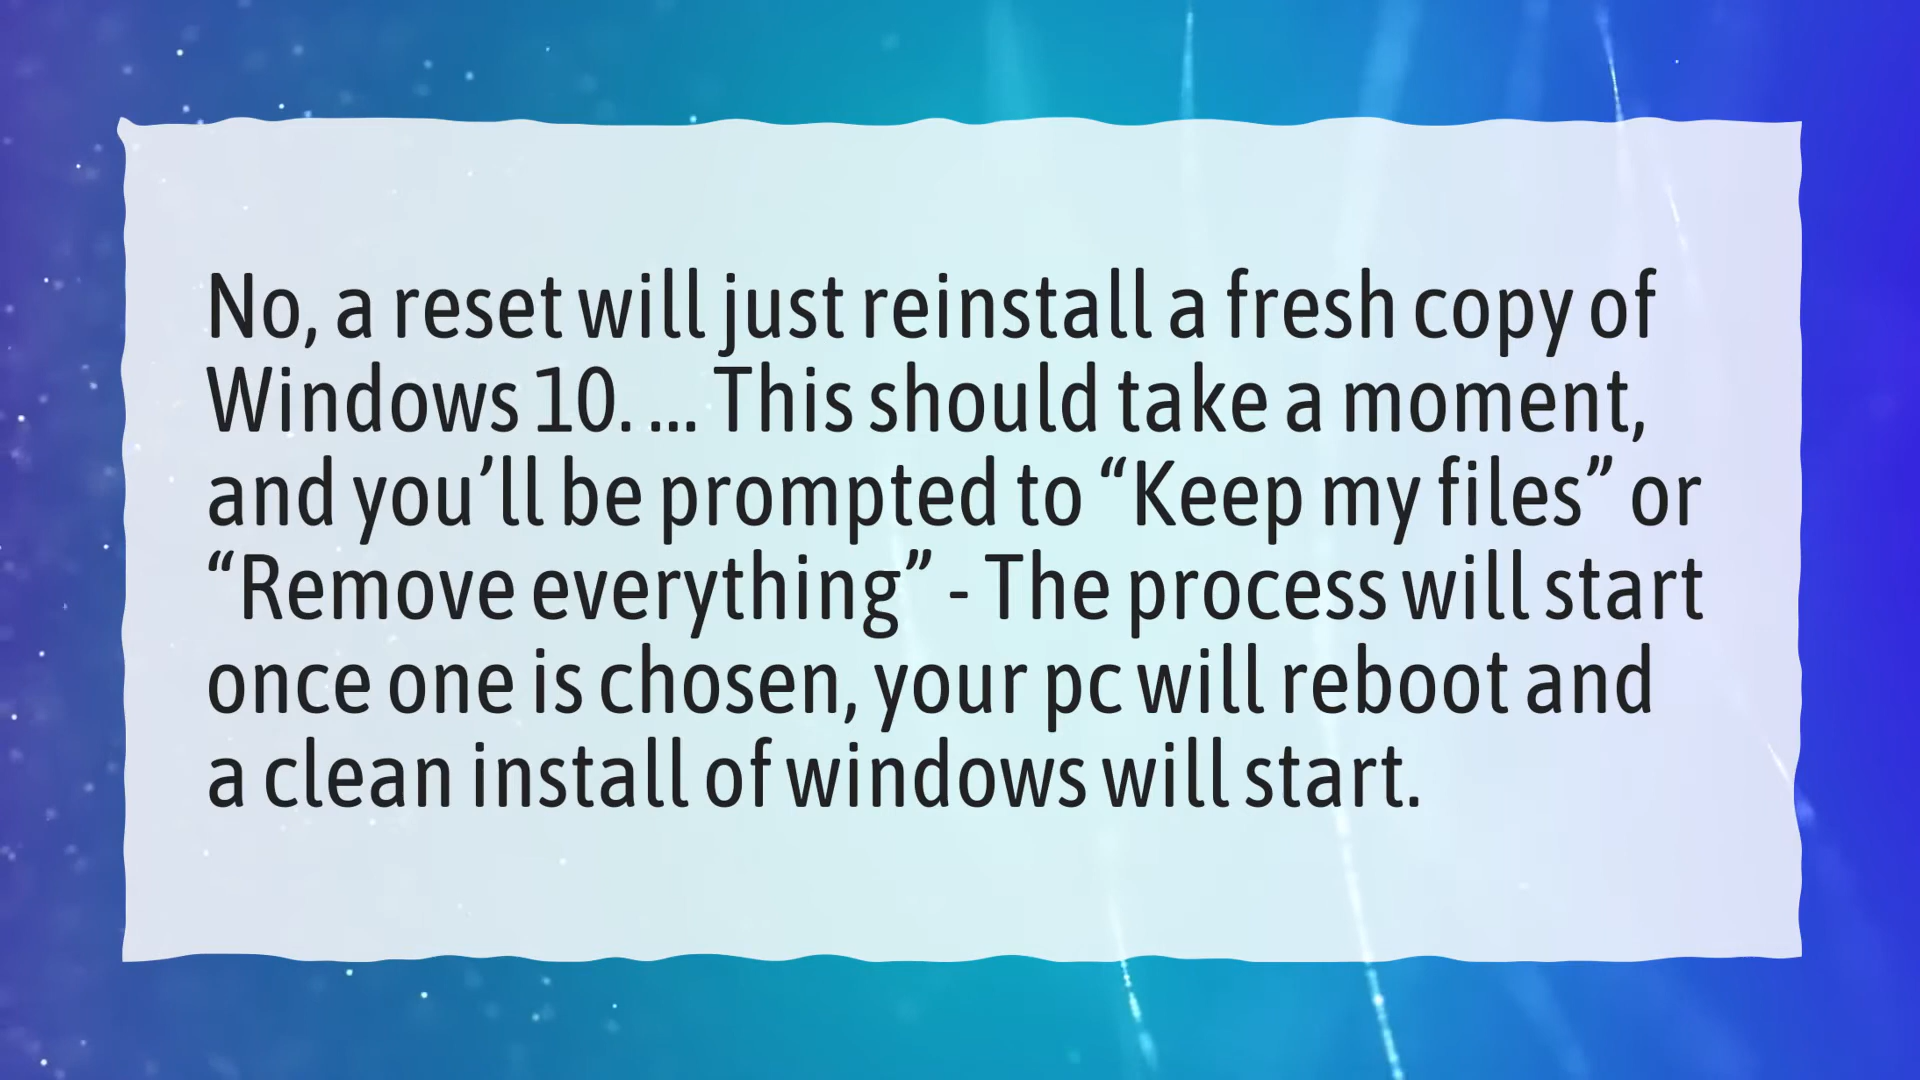 No, a reset will just reinstall a fresh copy of
Windows 10. ... This should take a moment,
and you’ll be prompted to “Keep my files” or
“Remove everything” - The process will start
once one is chosen, your pc will reboot and
a clean install of windows will start.